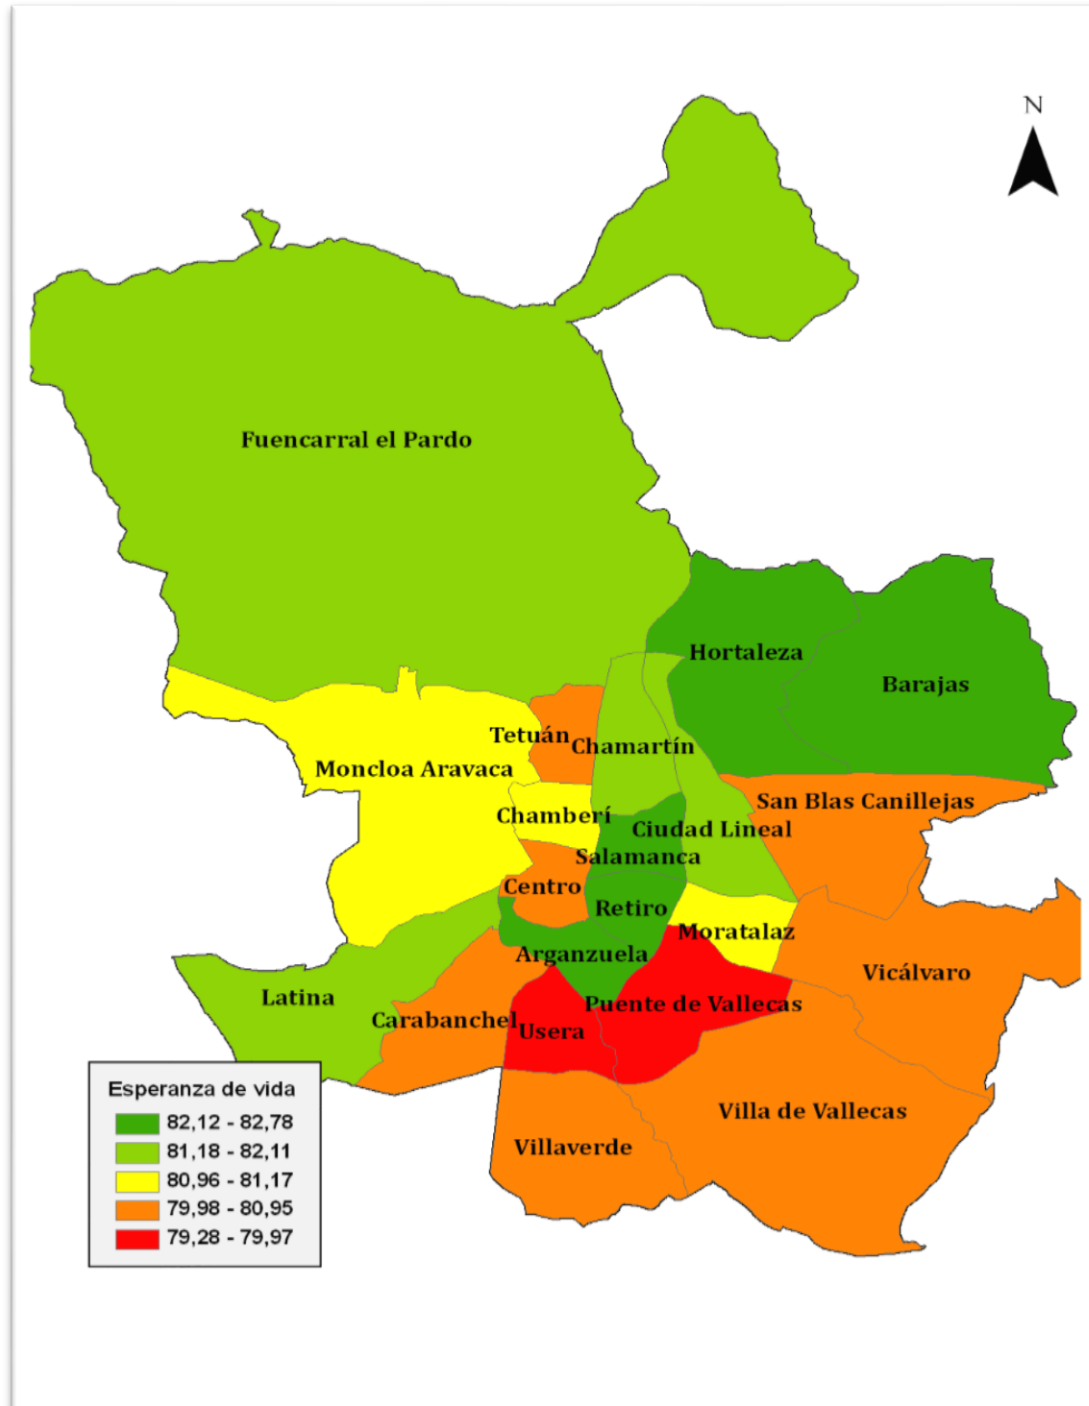 N
Fuencarral el Pardo
Hortaleza
Barajas
Tetuán
Chamartín
Moncloa Aravaca
San Blas Canillejas
Chamberí
Ciudad Lineal
Salamanca
Centro
Retiro
Moratalaz
Arganzuela
Vicálvaro
Latina
Puente de Vallecas
Carabanchel
Usera
Villa de Vallecas
Villaverde
Esperanza de vida
82,12 - 82,78
81,18 - 82,11
80,96 - 81,17
79,98 - 80,95
79,28 - 79,97